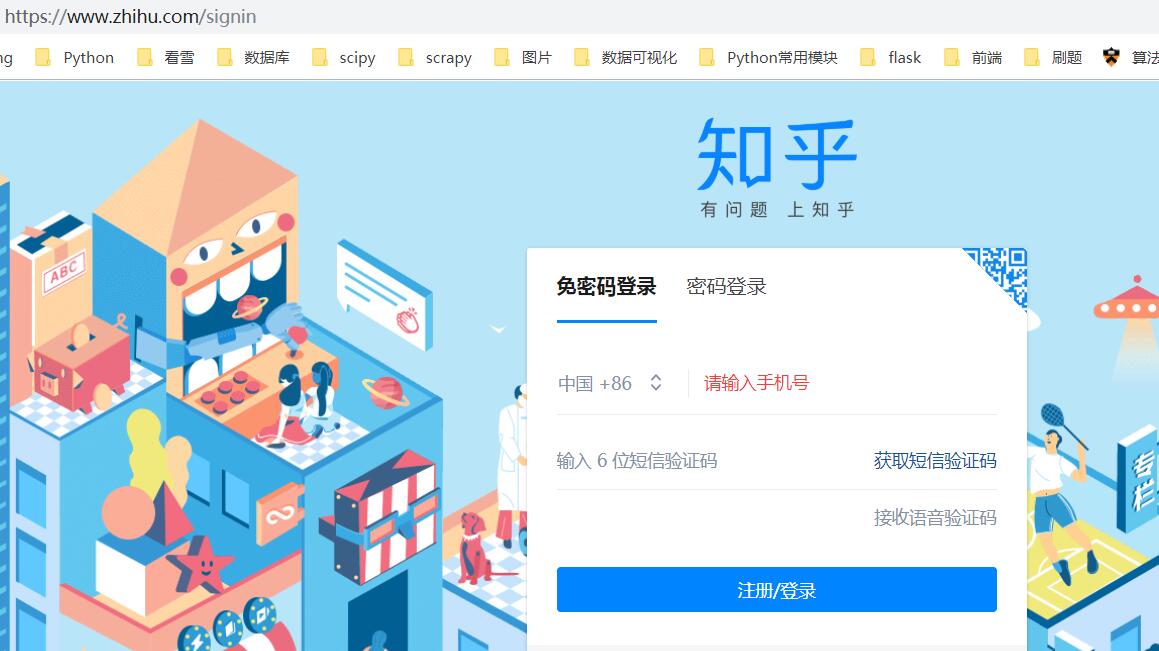 https://www.zhihu.com/signin
ng Python 看雪 数据库 scipy scrapy 图片 数据可视化 Python常用模块 flask 前端 刷题 算法
知乎
有问题 上知乎
ABC
免密码登录 密码登录
中国 +86 请输入手机号
输入 6 位短信验证码 获取短信验证码
接收语音验证码
注册/登录
专栏